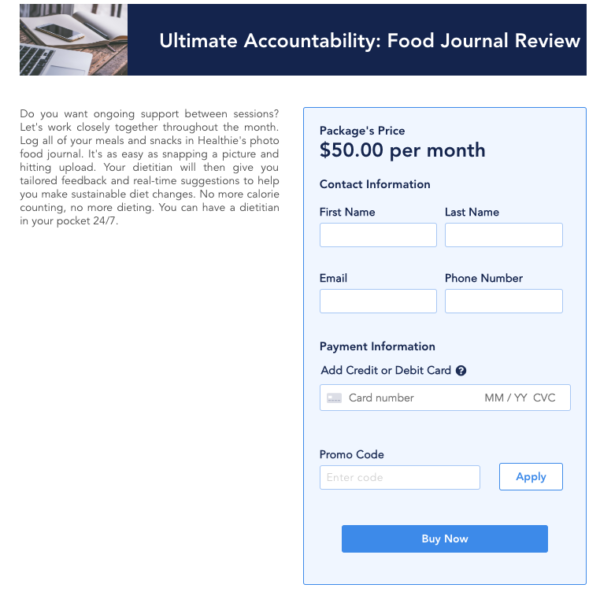 Ultimate Accountability: Food Journal Review
Do you want ongoing support between sessions?
Let's work closely together throughout the month.
Log all of your meals and snacks in Healthie's photo
food journal. It's as easy as snapping a picture and
hitting upload. Your dietitian will then give you
tailored feedback and real-time suggestions to help
you make sustainable diet changes. No more calorie
counting, no more dieting. You can have a dietitian
in your pocket 24/7.
Package's Price
$50.00 per month
Contact Information
First Name Last Name
Email Phone Number
Payment Information
Add Credit or Debit Card ?
Card number MM / YY CVC
Promo Code
Enter code Apply
Buy Now